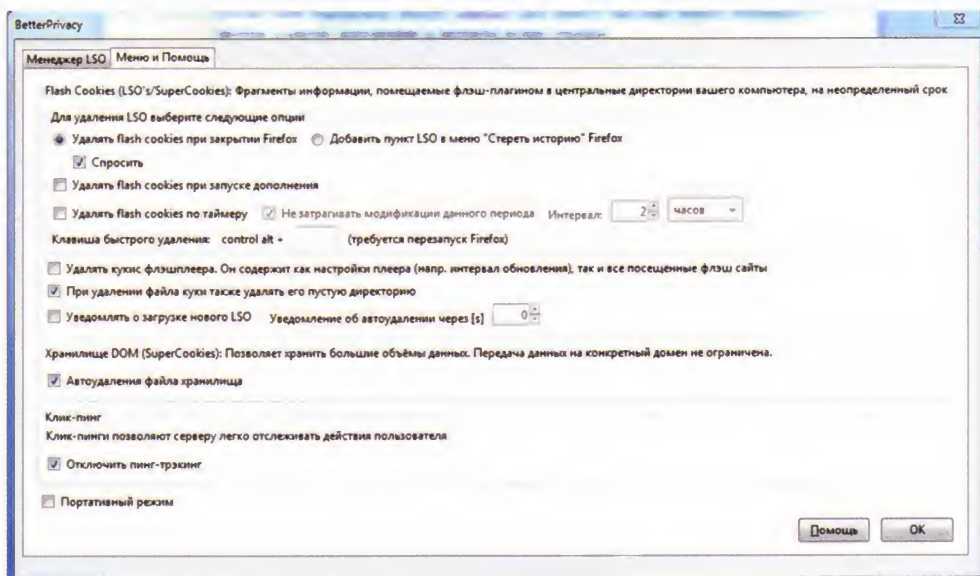 BetterPrivacy
Менеджер LSO Меню и Помощь
Flash Cookies (LSO's/SuperCookies): Фрагменты информации, помещаемые флэш-плагином в центральные директории вашего компьютера, на неопределенный срок
Для удаления LSO выберите следующие опции
Удалять flash cookies при закрытии Firefox Добавить пункт LSO в меню "Стереть историю" Firefox
Спросить
Удалять flash cookies при запуске дополнения
Удалять flash cookies по таймеру Не затрагивать модификации данного периода Интервал: 2 часов
Клавиша быстрого удаления: control alt + (требуется перезапуск Firefox)
Удалять кукис флэшплеера. Он содержит как настройки плеера (напр. интервал обновления), так и все посещенные флэш сайты
При удалении файла куки также удалять его пустую директорию
Уведомлять о загрузке нового LSO Уведомление об автоудалении через [s] 0
Хранилище DOM (SuperCookies): Позволяет хранить большие объёмы данных. Передача данных на конкретный домен не ограничена.
Автоудаления файла хранилища
Клик-пинг
Клик-пинги позволяют серверу легко отслеживать действия пользователя
Отключить пинг-трэкинг
Портативный режим
Помощь OK